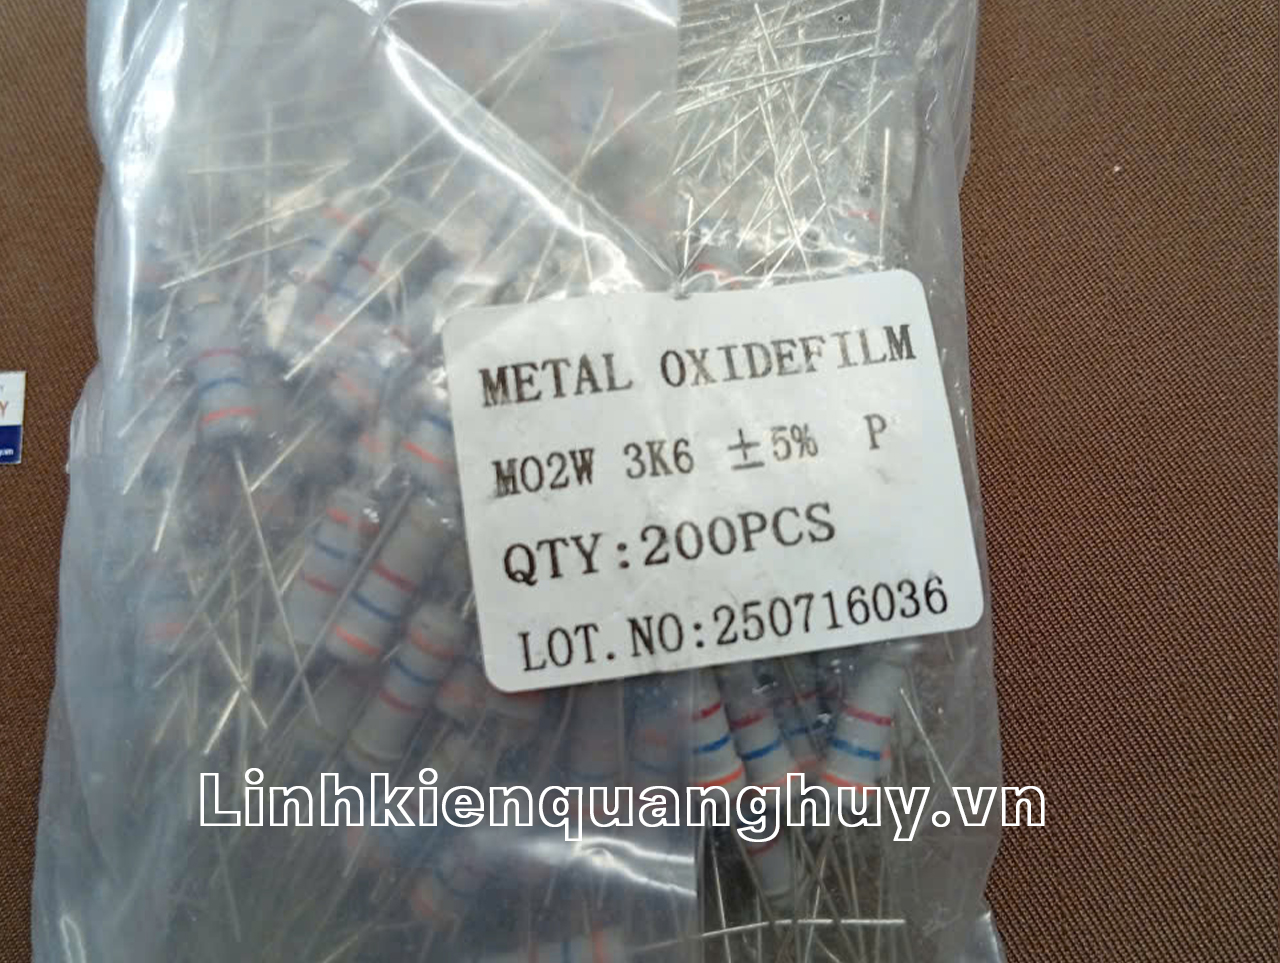 METAL OXIDEFILM
MO2W 3K6 ±5% P
QTY:200PCS
LOT.NO:250716036
Linhkienquanghuy.vn